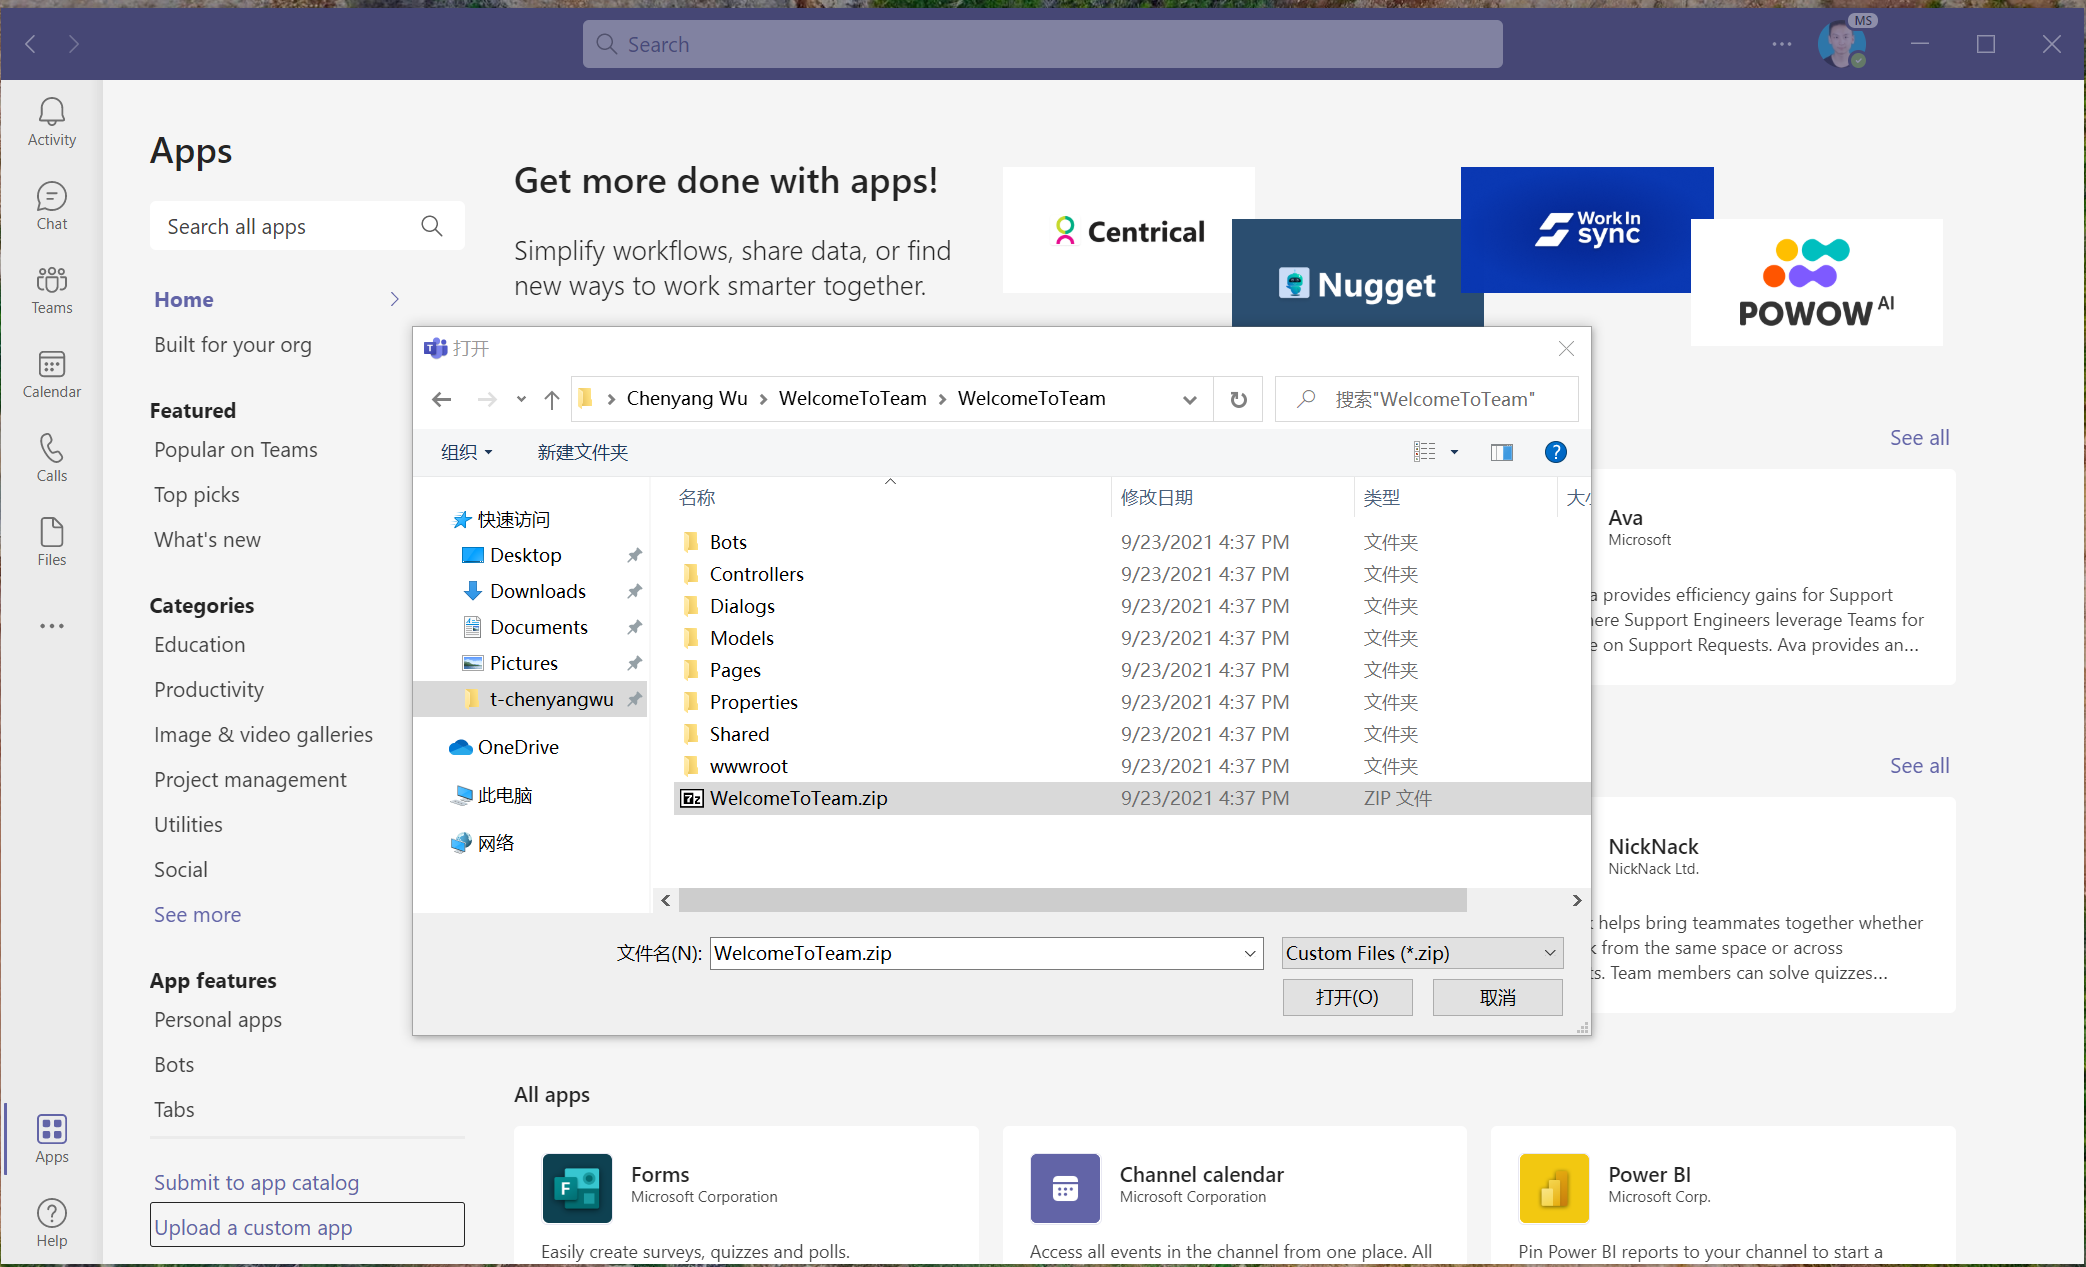 Search
MS
Activity
Chat
Teams
Calendar
Calls
Files
Apps
Help
Apps
Search all apps
Home
Built for your org
Featured
Popular on Teams
Top picks
What's new
Categories
Education
Productivity
Image & video galleries
Project management
Utilities
Social
See more
App features
Personal apps
Bots
Tabs
Submit to app catalog
Upload a custom app
Get more done with apps!
Simplify workflows, share data, or find
new ways to work smarter together.
Centrical
Nugget
Work In
sync
POWOW AI
打开
Chenyang Wu
WelcomeToTeam
WelcomeToTeam
搜索"WelcomeToTeam"
组织
新建文件夹
快速访问
Desktop
Downloads
Documents
Pictures
t-chenyangwu
OneDrive
此电脑
网络
名称 修改日期 类型 大小
Bots 9/23/2021 4:37 PM 文件夹
Controllers 9/23/2021 4:37 PM 文件夹
Dialogs 9/23/2021 4:37 PM 文件夹
Models 9/23/2021 4:37 PM 文件夹
Pages 9/23/2021 4:37 PM 文件夹
Properties 9/23/2021 4:37 PM 文件夹
Shared 9/23/2021 4:37 PM 文件夹
wwwroot 9/23/2021 4:37 PM 文件夹
7z WelcomeToTeam.zip 9/23/2021 4:37 PM ZIP 文件
文件名(N): WelcomeToTeam.zip Custom Files (*.zip)
打开(O) 取消
See all
Ava
Microsoft
provides efficiency gains for Support
Support Engineers leverage Teams for
on Support Requests. Ava provides an...
See all
NickNack
NickNack Ltd.
helps bring teammates together whether
from the same space or across
Team members can solve quizzes...
All apps
Forms
Microsoft Corporation
Easily create surveys, quizzes and polls.
Channel calendar
Microsoft Corporation
Access all events in the channel from one place. All
Power BI
Microsoft Corp.
Pin Power BI reports to your channel to start a